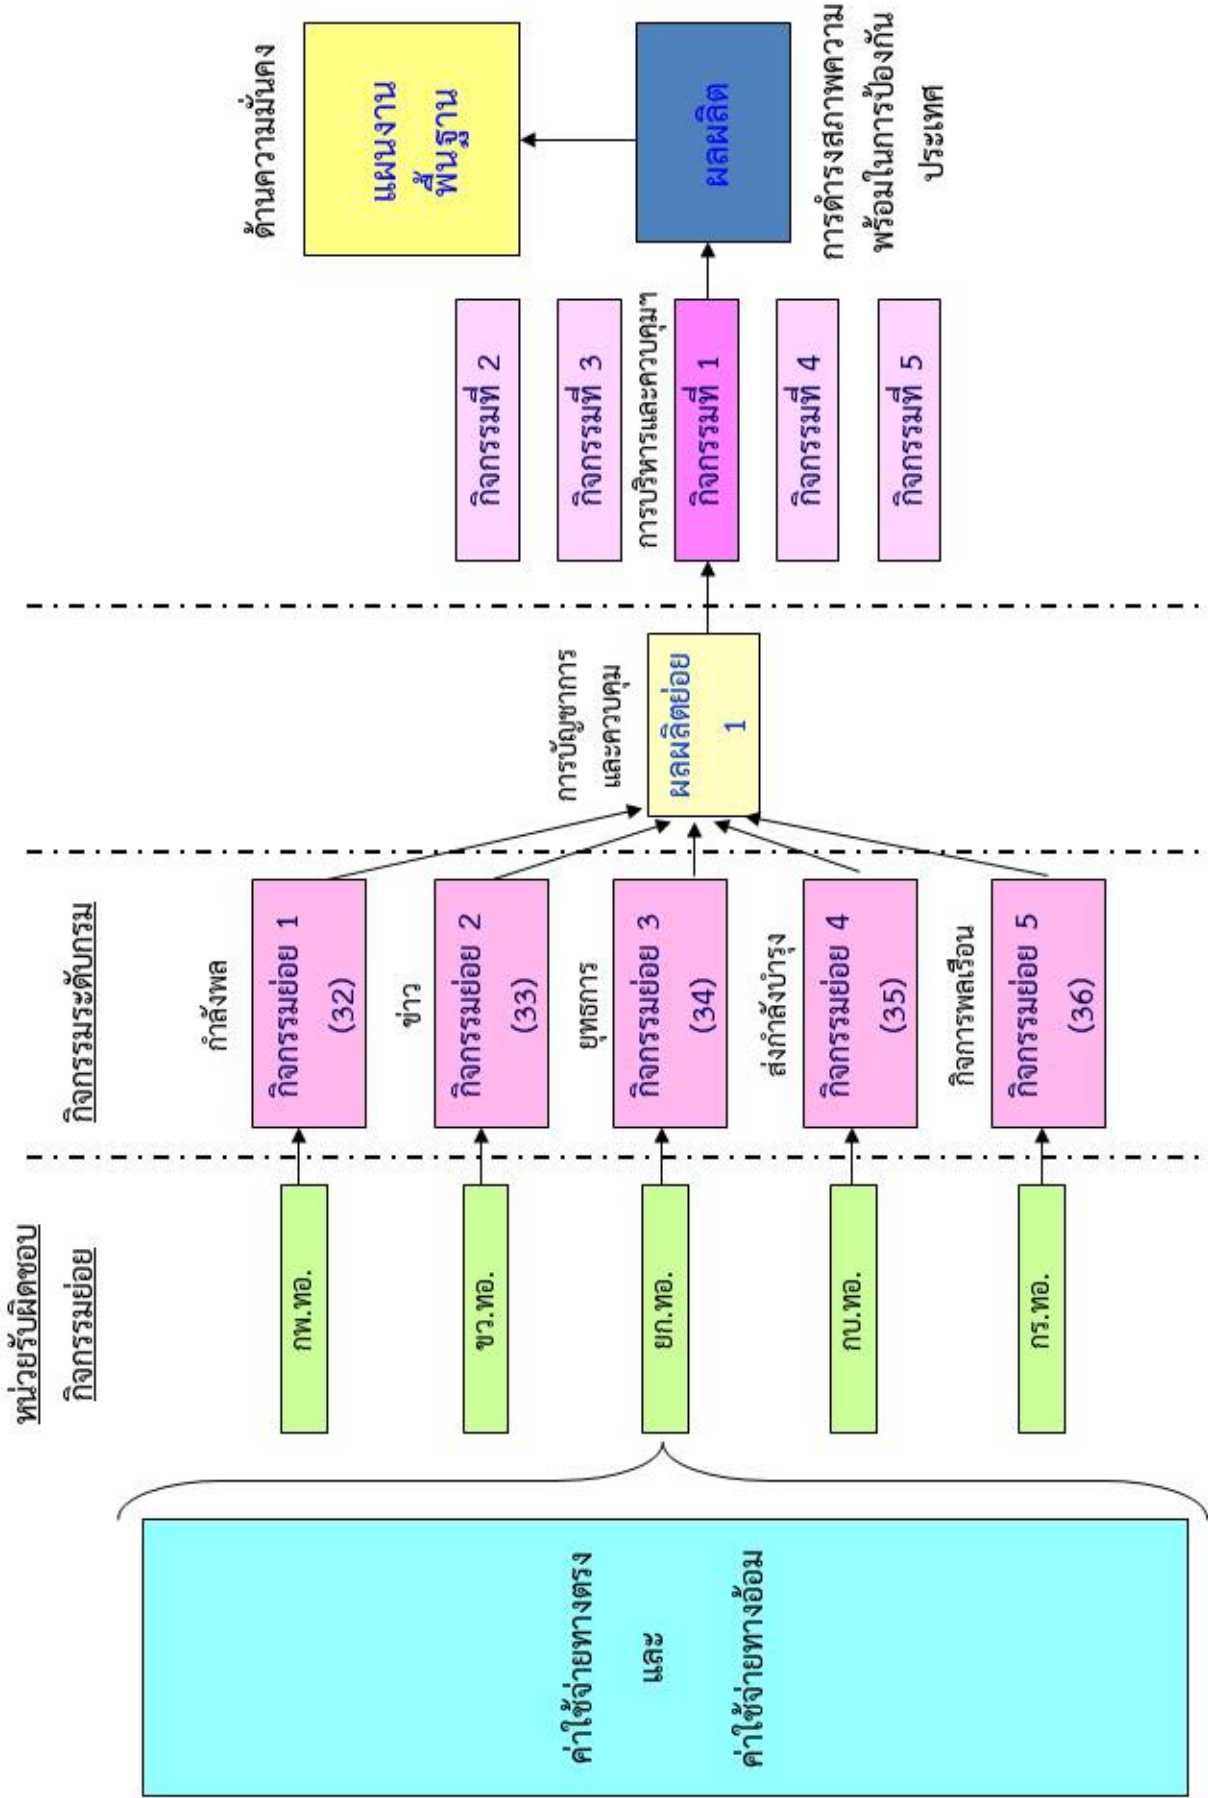 หน่วยรับผิดชอบ
กิจกรรมย่อย
กิจกรรมระดับกรม
ค่าใช้จ่ายทางตรง
และ
ค่าใช้จ่ายทางอ้อม
กพ.ทอ.
ขว.ทอ.
ยก.ทอ.
กบ.ทอ.
กร.ทอ.
กำลังพล
กิจกรรมย่อย 1
(32)
ข่าว
กิจกรรมย่อย 2
(33)
ยุทธการ
กิจกรรมย่อย 3
(34)
ส่งกำลังบำรุง
กิจกรรมย่อย 4
(35)
กิจการพลเรือน
กิจกรรมย่อย 5
(36)
การบัญชาการ
และควบคุม
ผลผลิตย่อย
1
กิจกรรมที่ 2
กิจกรรมที่ 3
การบริหารและควบคุมฯ
กิจกรรมที่ 1
กิจกรรมที่ 4
กิจกรรมที่ 5
ด้านความมั่นคง
แผนงาน
พื้นฐาน
ผลผลิต
การดำรงสภาพความ
พร้อมในการป้องกัน
ประเทศ